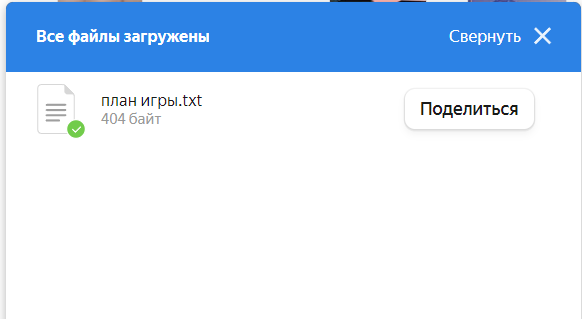 Все файлы загружены
Свернуть
план игры.txt
404 байт
Поделиться